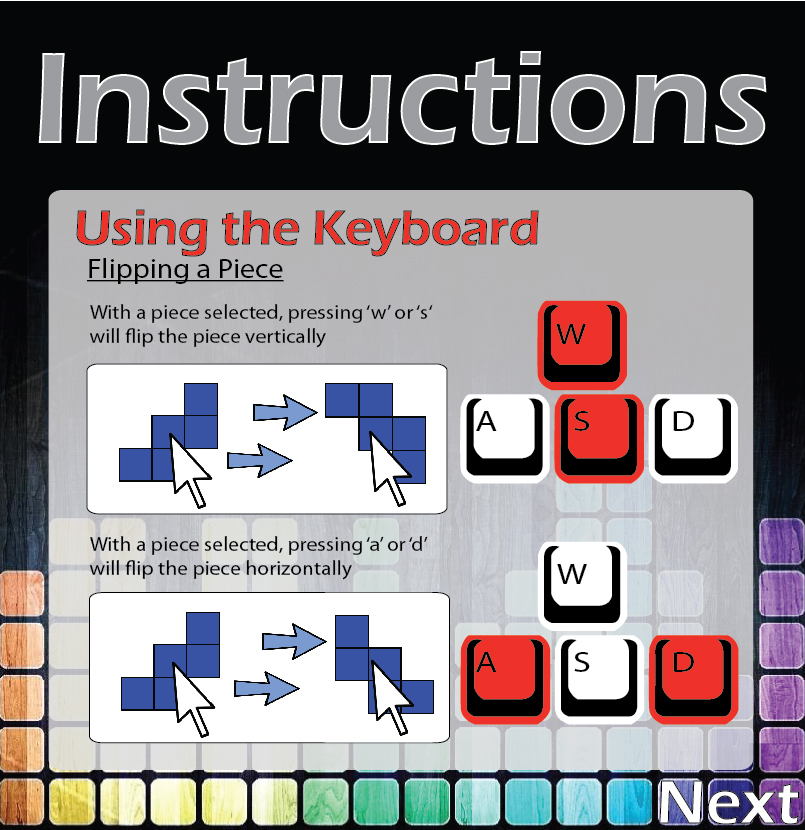 Instructions
Using the Keyboard
Flipping a Piece
With a piece selected, pressing ‘w’ or ‘s‘
will flip the piece vertically
W
A S D
With a piece selected, pressing ‘a’ or ‘d’
will flip the piece horizontally
W
A S D
Next